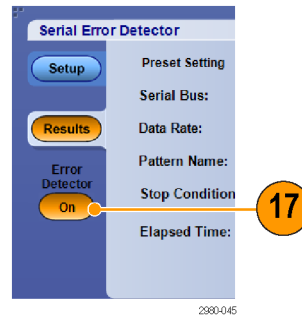 Serial Error Detector
Setup
Preset Setting
Serial Bus:
Results
Data Rate:
Pattern Name:
Error
Detector
On
Stop Condition
Elapsed Time:
17
2980-045